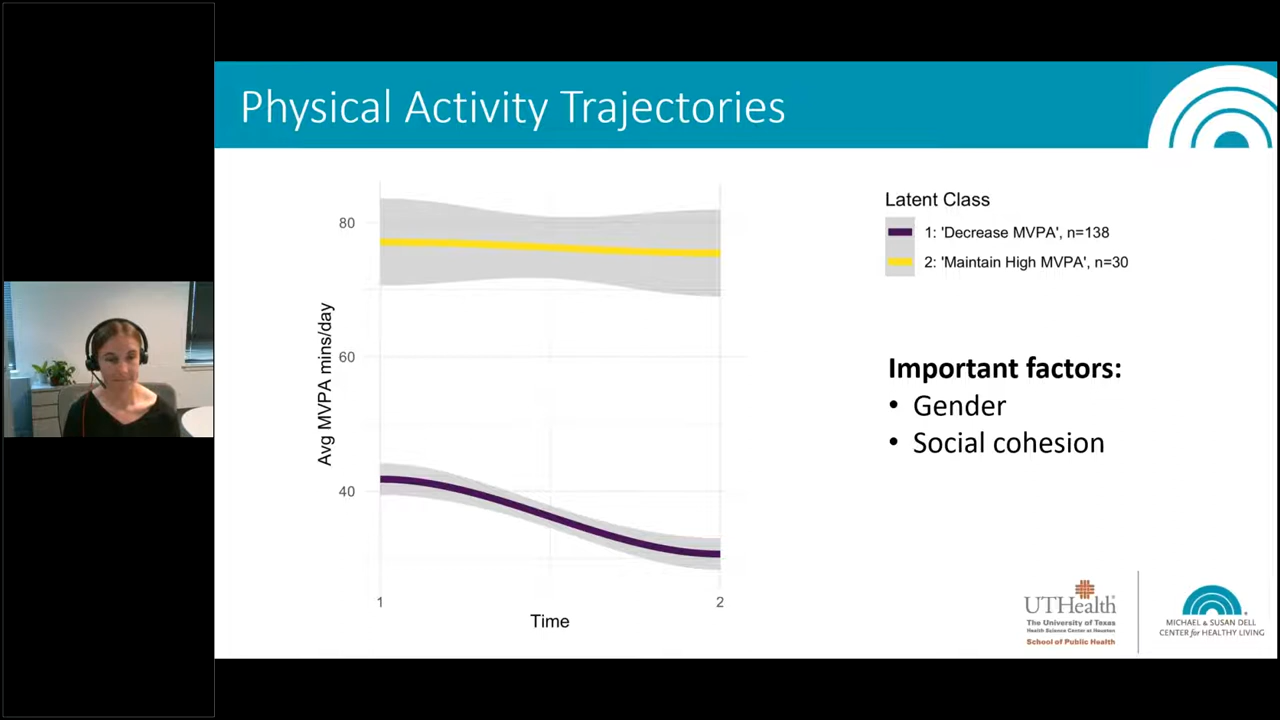 Physical Activity Trajectories
Latent Class
1: 'Decrease MVPA', n=138
2: 'Maintain High MVPA', n=30
80
60
40
Avg MVPA mins/day
1
2
Time
Important factors:
• Gender
• Social cohesion
UTHealth
The University of Texas
Health Science Center at Houston
School of Public Health
MICHAEL & SUSAN DELL
CENTER for HEALTHY LIVING